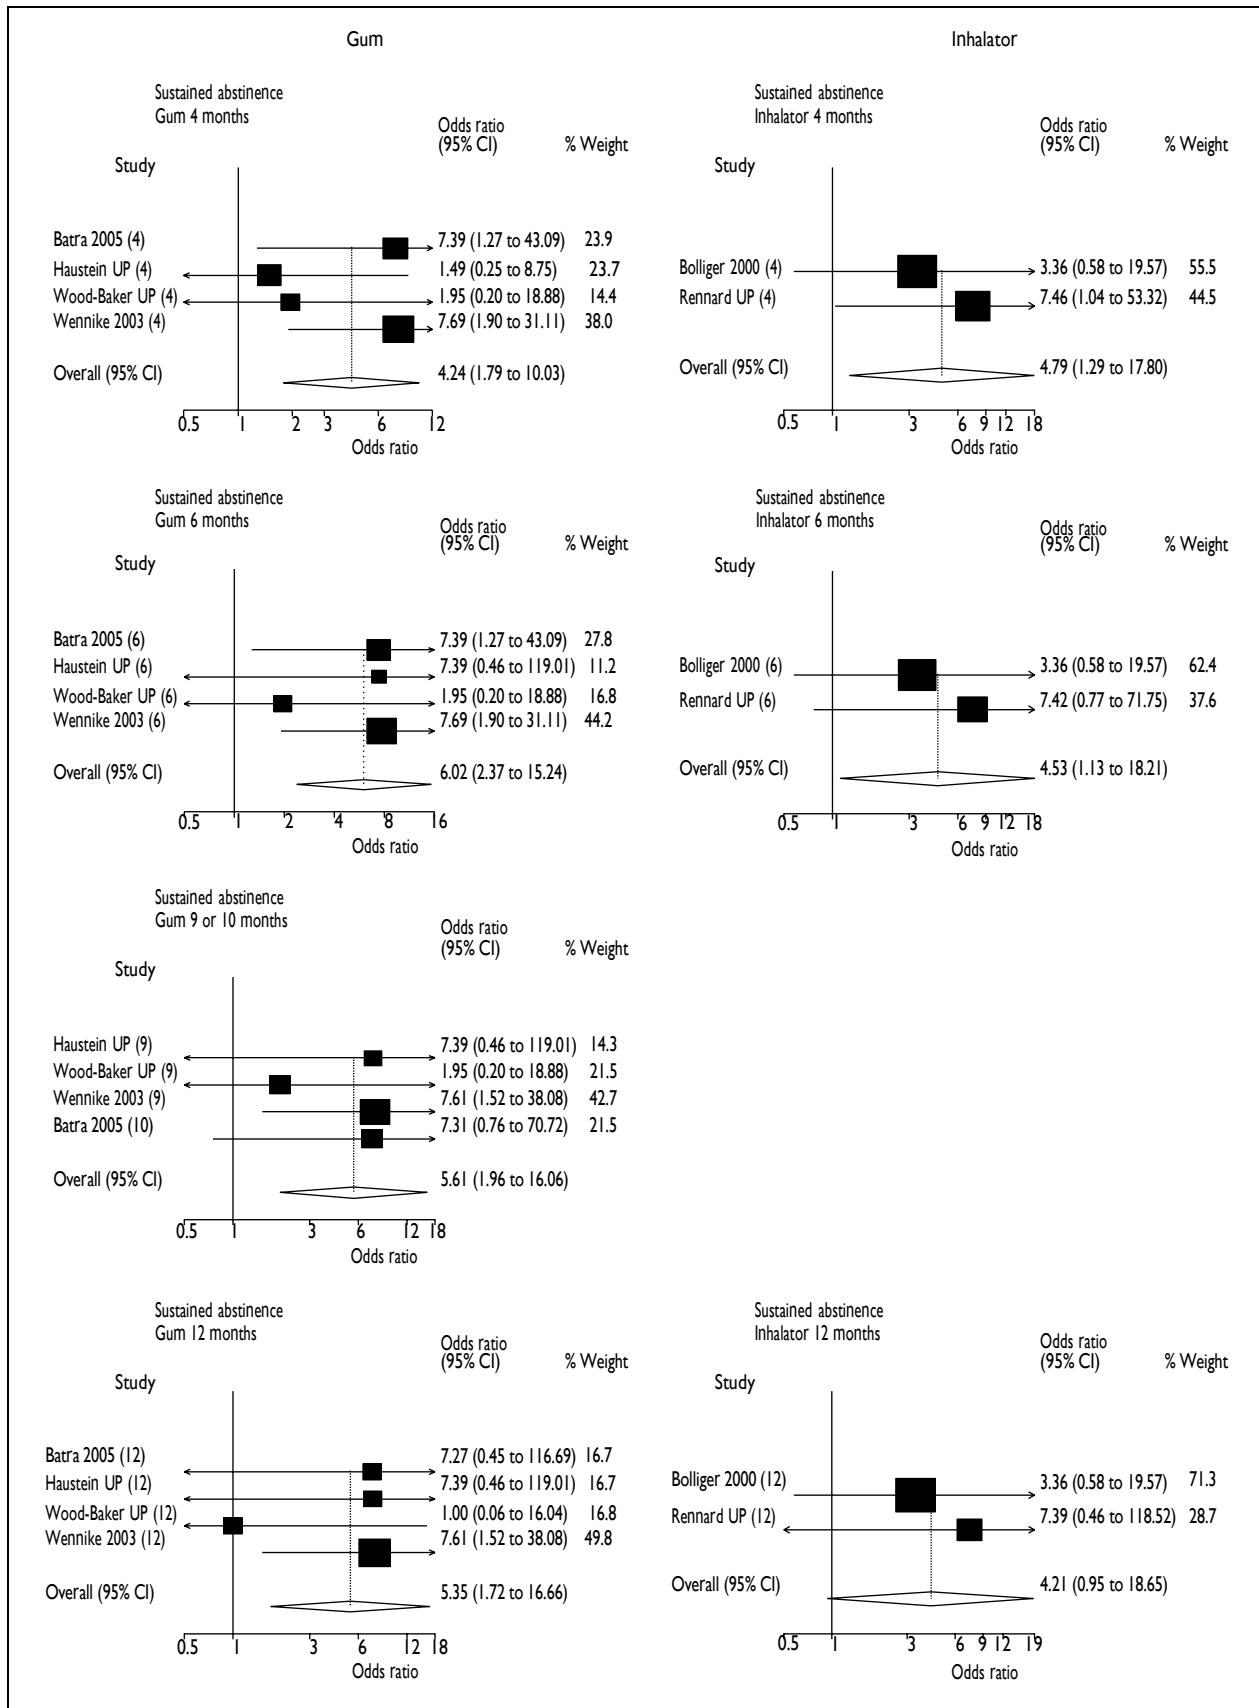 Gum
Sustained abstinence
Gum 4 months
Odds ratio
(95% CI) % Weight
Study
Batra 2005 (4) 7.39 (1.27 to 43.09) 23.9
Haustein UP (4) 1.49 (0.25 to 8.75) 23.7
Wood-Baker UP (4) 1.95 (0.20 to 18.88) 14.4
Wennike 2003 (4) 7.69 (1.90 to 31.11) 38.0
Overall (95% CI) 4.24 (1.79 to 10.03)
0.5 1 2 3 6 12
Odds ratio
Sustained abstinence
Gum 6 months
Odds ratio
(95% CI) % Weight
Study
Batra 2005 (6) 7.39 (1.27 to 43.09) 27.8
Haustein UP (6) 7.39 (0.46 to 119.01) 11.2
Wood-Baker UP (6) 1.95 (0.20 to 18.88) 16.8
Wennike 2003 (6) 7.69 (1.90 to 31.11) 44.2
Overall (95% CI) 6.02 (2.37 to 15.24)
0.5 1 2 4 8 16
Odds ratio
Sustained abstinence
Gum 9 or 10 months
Odds ratio
(95% CI) % Weight
Study
Haustein UP (9) 7.39 (0.46 to 119.01) 14.3
Wood-Baker UP (9) 1.95 (0.20 to 18.88) 21.5
Wennike 2003 (9) 7.61 (1.52 to 38.08) 42.7
Batra 2005 (10) 7.31 (0.76 to 70.72) 21.5
Overall (95% CI) 5.61 (1.96 to 16.06)
0.5 1 3 6 12 18
Odds ratio
Sustained abstinence
Gum 12 months
Odds ratio
(95% CI) % Weight
Study
Batra 2005 (12) 7.27 (0.45 to 116.69) 16.7
Haustein UP (12) 7.39 (0.46 to 119.01) 16.7
Wood-Baker UP (12) 1.00 (0.06 to 16.04) 16.8
Wennike 2003 (12) 7.61 (1.52 to 38.08) 49.8
Overall (95% CI) 5.35 (1.72 to 16.66)
0.5 1 3 6 12 18
Odds ratio
Inhalator
Sustained abstinence
Inhalator 4 months
Odds ratio
(95% CI) % Weight
Study
Bolliger 2000 (4) 3.36 (0.58 to 19.57) 55.5
Rennard UP (4) 7.46 (1.04 to 53.32) 44.5
Overall (95% CI) 4.79 (1.29 to 17.80)
0.5 1 3 6 9 12 18
Odds ratio
Sustained abstinence
Inhalator 6 months
Odds ratio
(95% CI) % Weight
Study
Bolliger 2000 (6) 3.36 (0.58 to 19.57) 62.4
Rennard UP (6) 7.42 (0.77 to 71.75) 37.6
Overall (95% CI) 4.53 (1.13 to 18.21)
0.5 1 3 6 9 12 18
Odds ratio
Sustained abstinence
Inhalator 12 months
Odds ratio
(95% CI) % Weight
Study
Bolliger 2000 (12) 3.36 (0.58 to 19.57) 71.3
Rennard UP (12) 7.39 (0.46 to 118.52) 28.7
Overall (95% CI) 4.21 (0.95 to 18.65)
0.5 1 3 6 9 12 19
Odds ratio